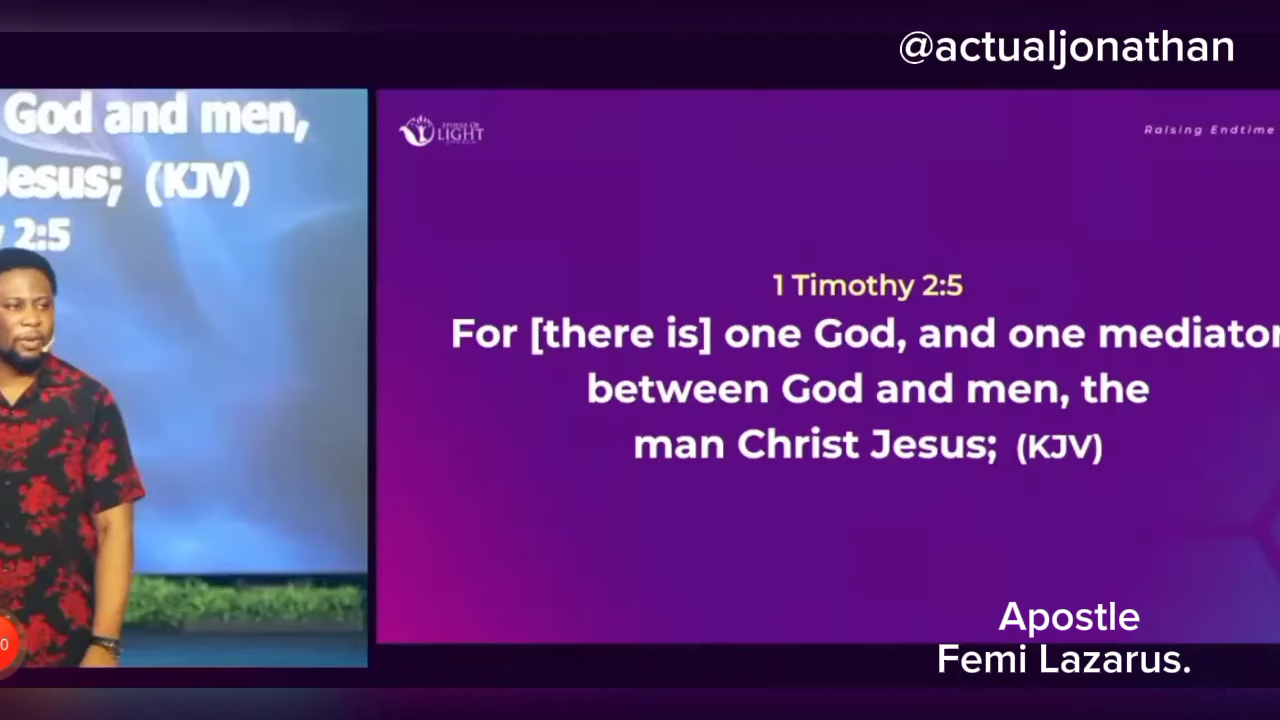 @actualjonathan
God and men,
Jesus; (KJV)
2:5
LIGHT
Raising Endtime
1 Timothy 2:5
For [there is] one God, and one mediator
between God and men, the
man Christ Jesus; (KJV)
Apostle
Femi Lazarus.
0